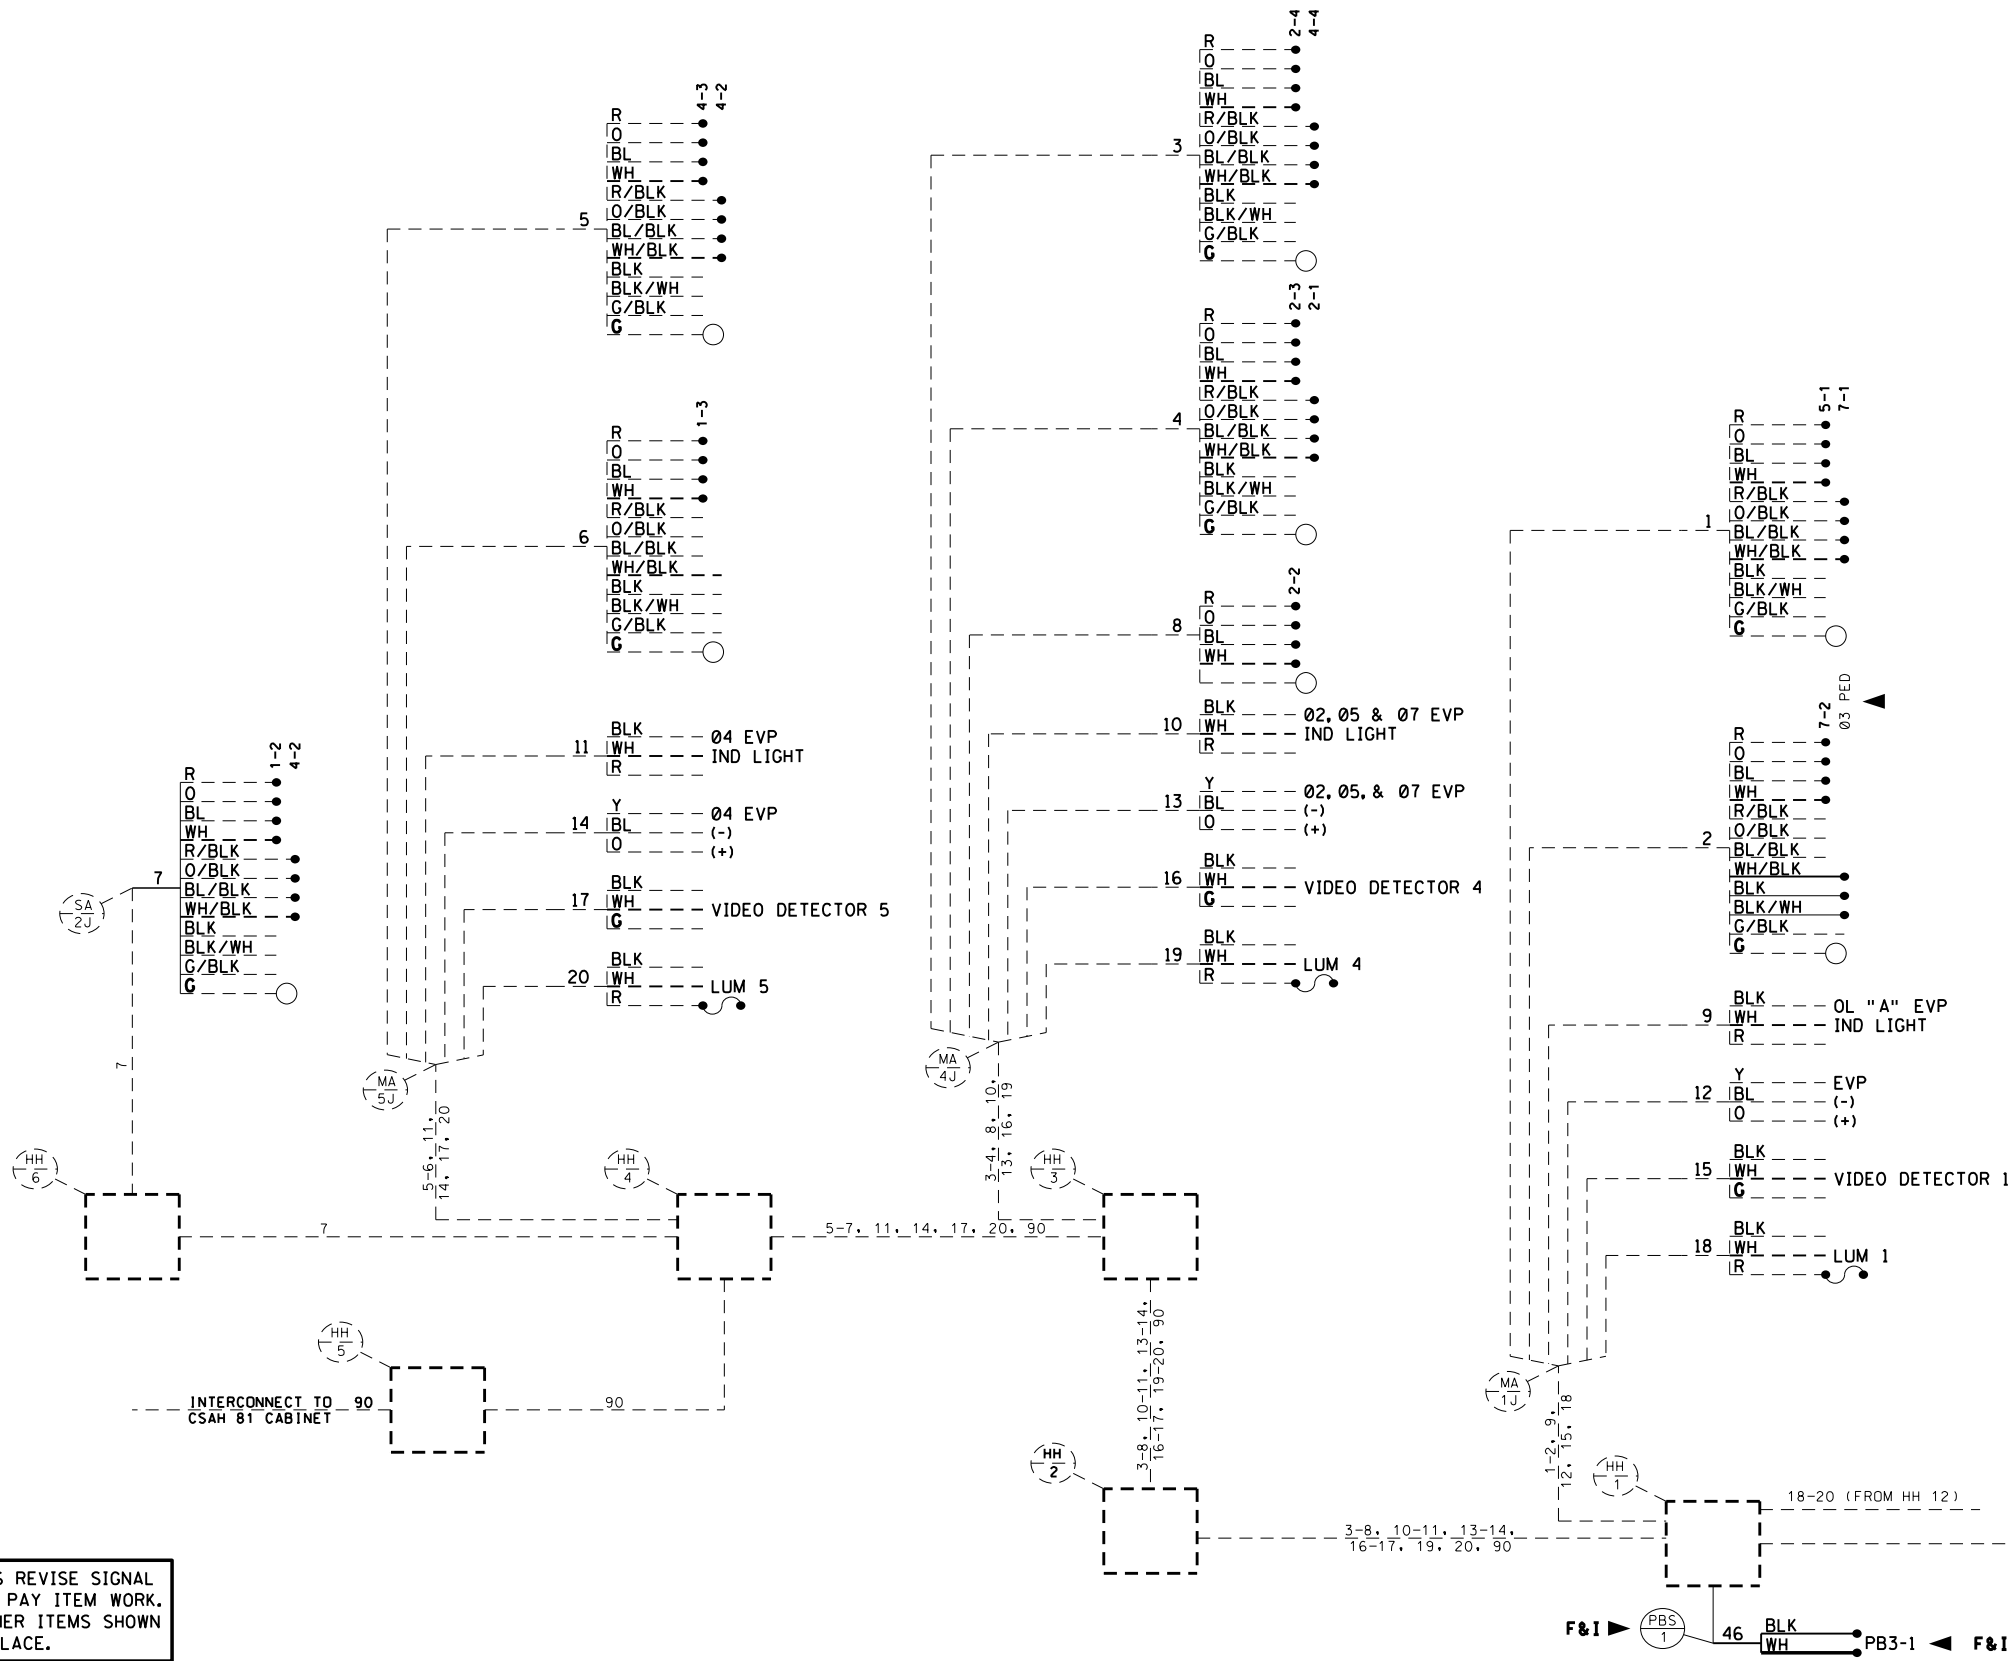 4-3
4-2
R
O
BL
WH
R/BLK
O/BLK
BL/BLK
WH/BLK
BLK
BLK/WH
G/BLK
G
5
1-3
R
O
BL
WH
R/BLK
O/BLK
BL/BLK
WH/BLK
BLK
BLK/WH
G/BLK
G
6
1-2
4-2
R
O
BL
WH
R/BLK
O/BLK
BL/BLK
WH/BLK
BLK
BLK/WH
G/BLK
G
7
SA
2J
7
11
BLK
WH
R
04 EVP
IND LIGHT
14
Y
BL
O
04 EVP
(-)
(+)
17
BLK
WH
G
VIDEO DETECTOR 5
20
BLK
WH
R
LUM 5
MA
5J
5-6, 11,
14, 17, 20
2-4
4-4
R
O
BL
WH
R/BLK
O/BLK
BL/BLK
WH/BLK
BLK
BLK/WH
G/BLK
G
3
2-3
2-1
R
O
BL
WH
R/BLK
O/BLK
BL/BLK
WH/BLK
BLK
BLK/WH
G/BLK
G
4
2-2
R
O
BL
WH
8
10
BLK
WH
R
02,05 & 07 EVP
IND LIGHT
13
Y
BL
O
02,05,& 07 EVP
(-)
(+)
16
BLK
WH
G
VIDEO DETECTOR 4
19
BLK
WH
R
LUM 4
MA
4J
3-4, 8, 10,
13, 16, 19
5-1
7-1
R
O
BL
WH
R/BLK
O/BLK
BL/BLK
WH/BLK
BLK
BLK/WH
G/BLK
G
1
7-2
03 PED
R
O
BL
WH
R/BLK
O/BLK
BL/BLK
WH/BLK
BLK
BLK/WH
G/BLK
G
2
9
BLK
WH
R
OL "A" EVP
IND LIGHT
12
Y
BL
O
EVP
(-)
(+)
15
BLK
WH
G
VIDEO DETECTOR 1
18
BLK
WH
R
LUM 1
MA
1J
1-2, 9,
12, 15, 18
HH
6
7
HH
4
5-7, 11, 14, 17, 20, 90
HH
3
3-8, 10-11, 13-14,
16-17, 19-20, 90
HH
5
INTERCONNECT TO 90
CSAH 81 CABINET
90
HH
2
3-8, 10-11, 13-14,
16-17, 19, 20, 90
HH
1
18-20 (FROM HH 12)
F&I
PBS
1
46
BLK
WH
PB3-1
F&I
REVISE SIGNAL
PAY ITEM WORK.
ITEMS SHOWN